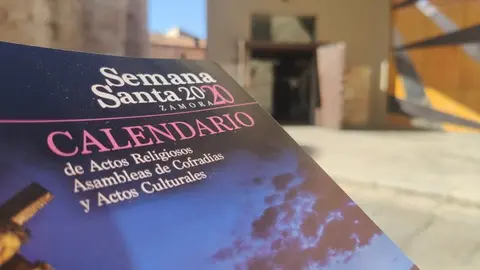 Semana
Santa 2020
ZAMORA
CALENDARIO
de Actos Religiosos
Asambleas de Cofradías
y Actos Culturales